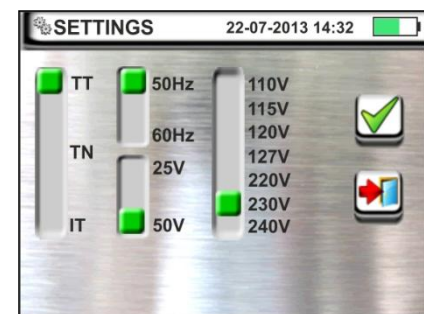 SETTINGS 22-07-2013 14:32
TT
TN
IT
50Hz
60Hz
25V
50V
110V
115V
120V
127V
220V
230V
240V